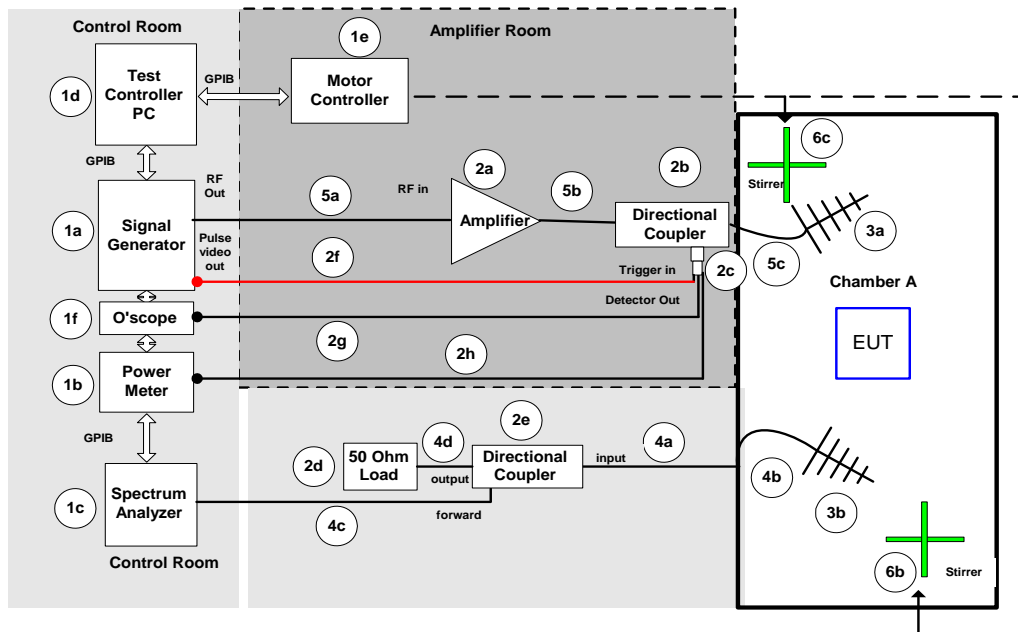 Control Room
Amplifier Room
1e
Test
Controller
PC
1d
GPIB
Motor
Controller
GPIB
6c
Stirrer
RF
Out
5a
RF in
2a
Amplifier
5b
2b
Directional
Coupler
3a
1a
Signal
Generator
Pulse
video
out
2f
Trigger in
2c
5c
Detector Out
Chamber A
1f
O'scope
2g
2h
EUT
1b
Power
Meter
GPIB
2e
2d
50 Ohm
Load
4d
output
Directional
Coupler
input
4a
4b
3b
1c
Spectrum
Analyzer
4c
forward
Control Room
6b
Stirrer